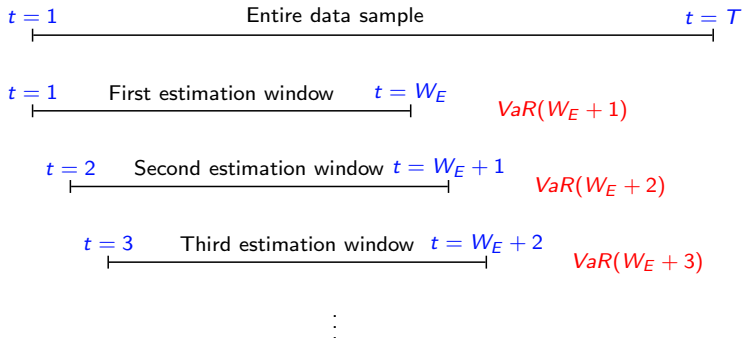 t = 1 Entire data sample t = T
t = 1 First estimation window t = W_E VaR(W_E + 1)
t = 2 Second estimation window t = W_E + 1 VaR(W_E + 2)
t = 3 Third estimation window t = W_E + 2 VaR(W_E + 3)
⋮